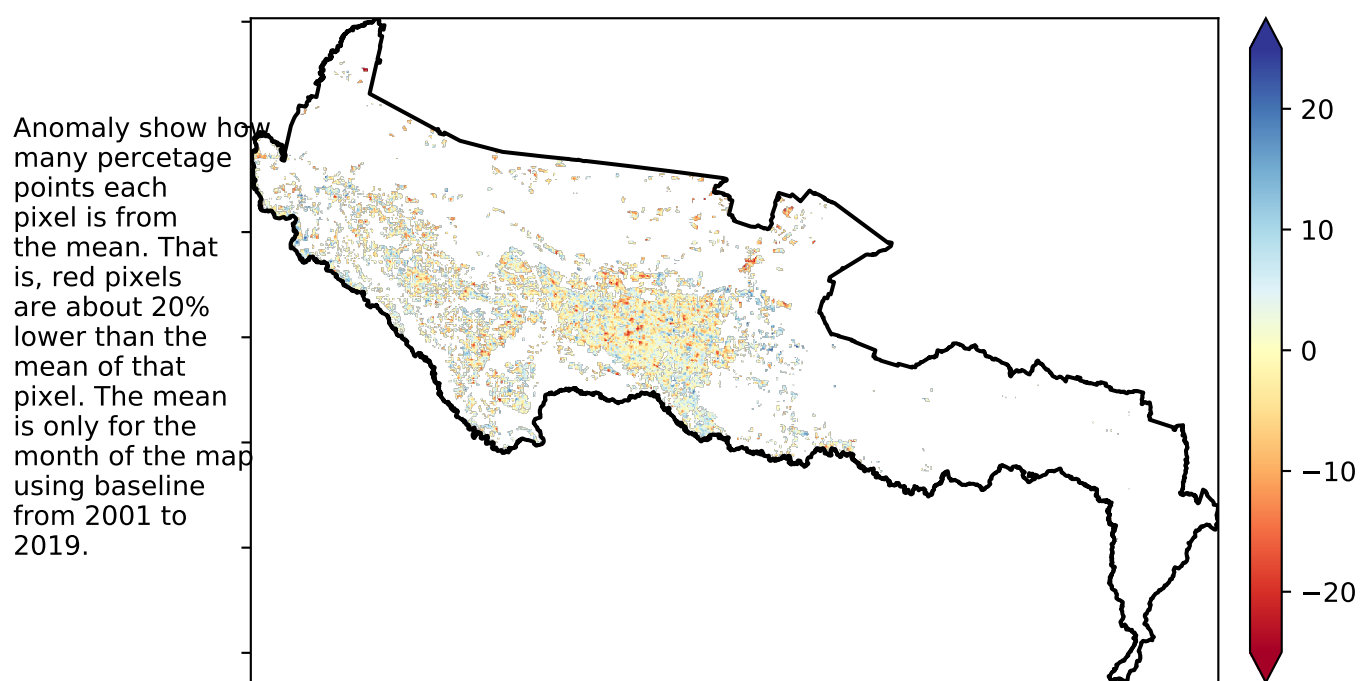 Anomaly show how
many percetage
points each
pixel is from
the mean. That
is, red pixels
are about 20%
lower than the
mean of that
pixel. The mean
is only for the
month of the map
using baseline
from 2001 to
2019.
20
10
0
−10
−20